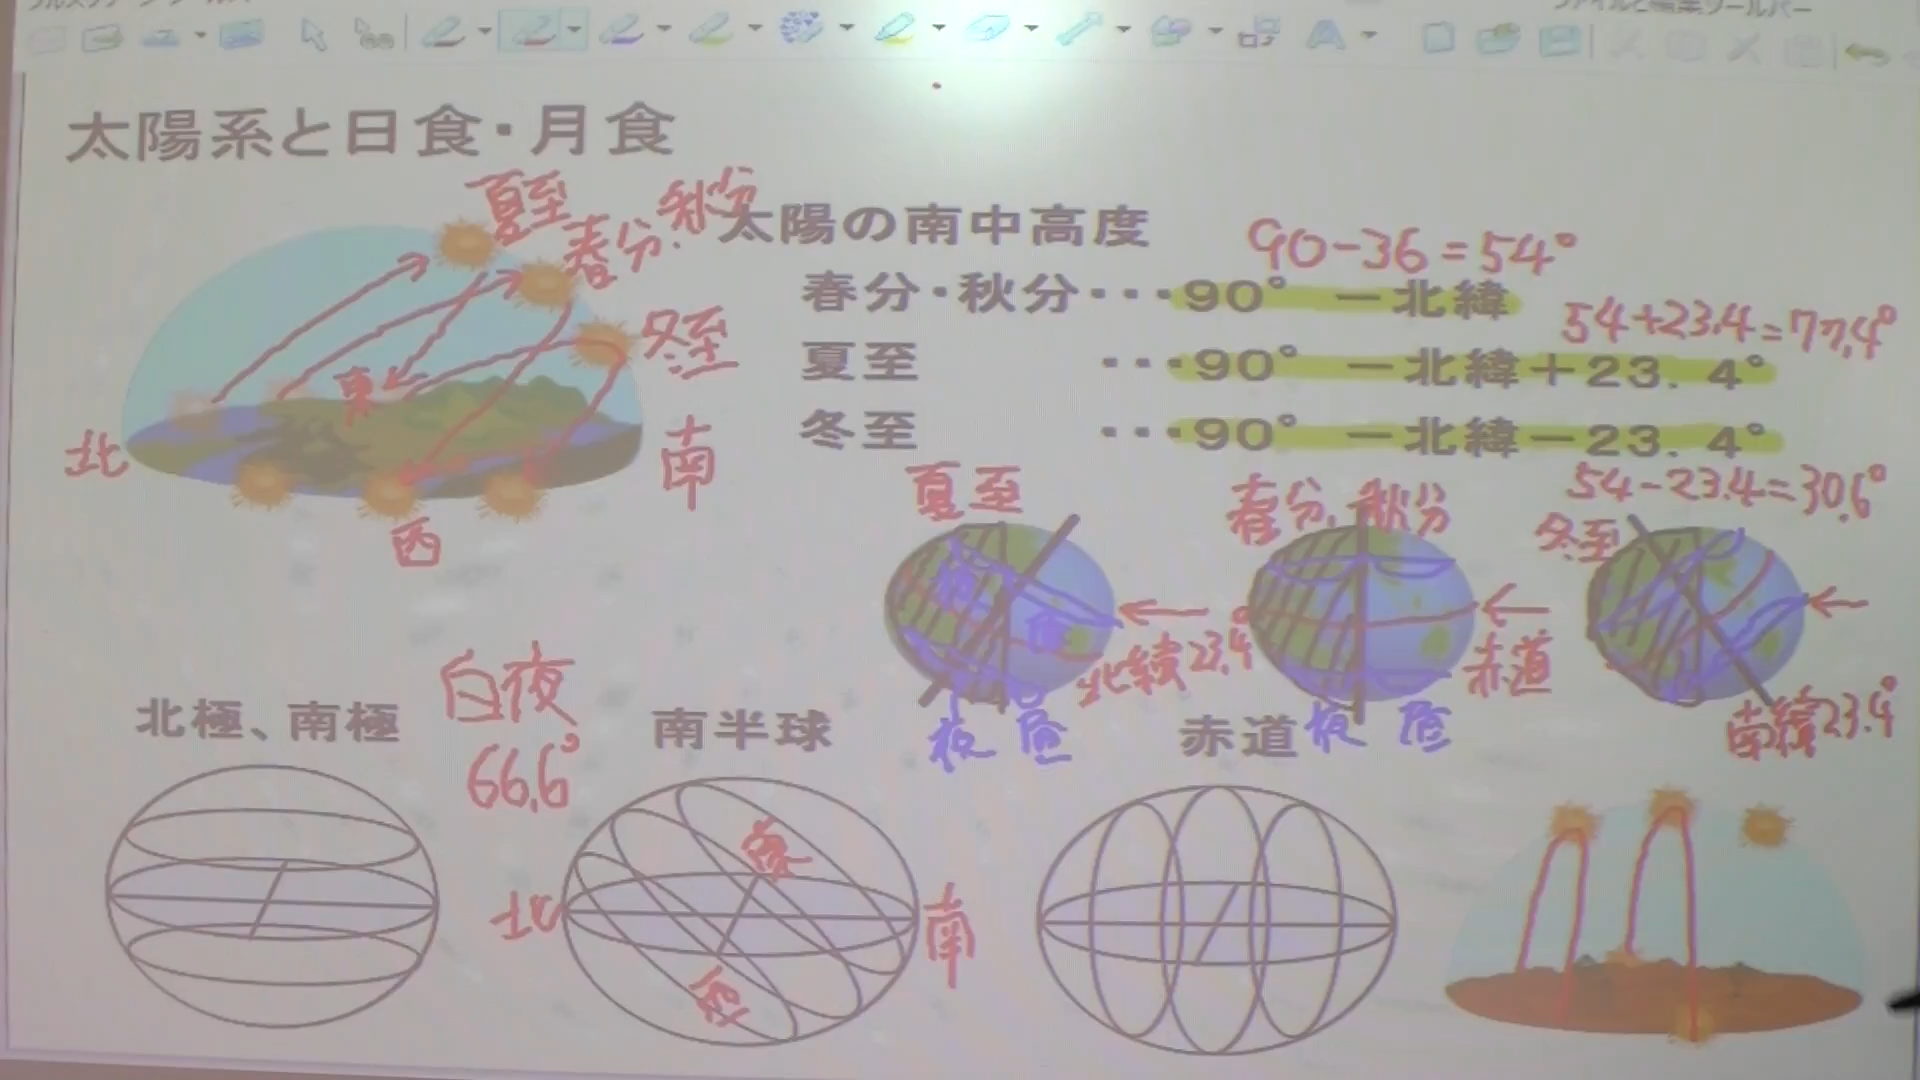 太陽系と日食・月食
夏至
春分・秋分
冬至
東
北
南
西
太陽の南中高度
90-36=54°
春分・秋分・・・90°－北緯
54+23.4=77.4°
夏至　・・・90°－北緯＋23.4°
冬至　・・・90°－北緯－23.4°
54-23.4=30.6°
夏至
春分、秋分
冬至
北緯23.4°
赤道
南緯23.4°
夜 昼
夜 昼
白夜
66.6°
北極、南極
南半球
赤道
東
北
南
西